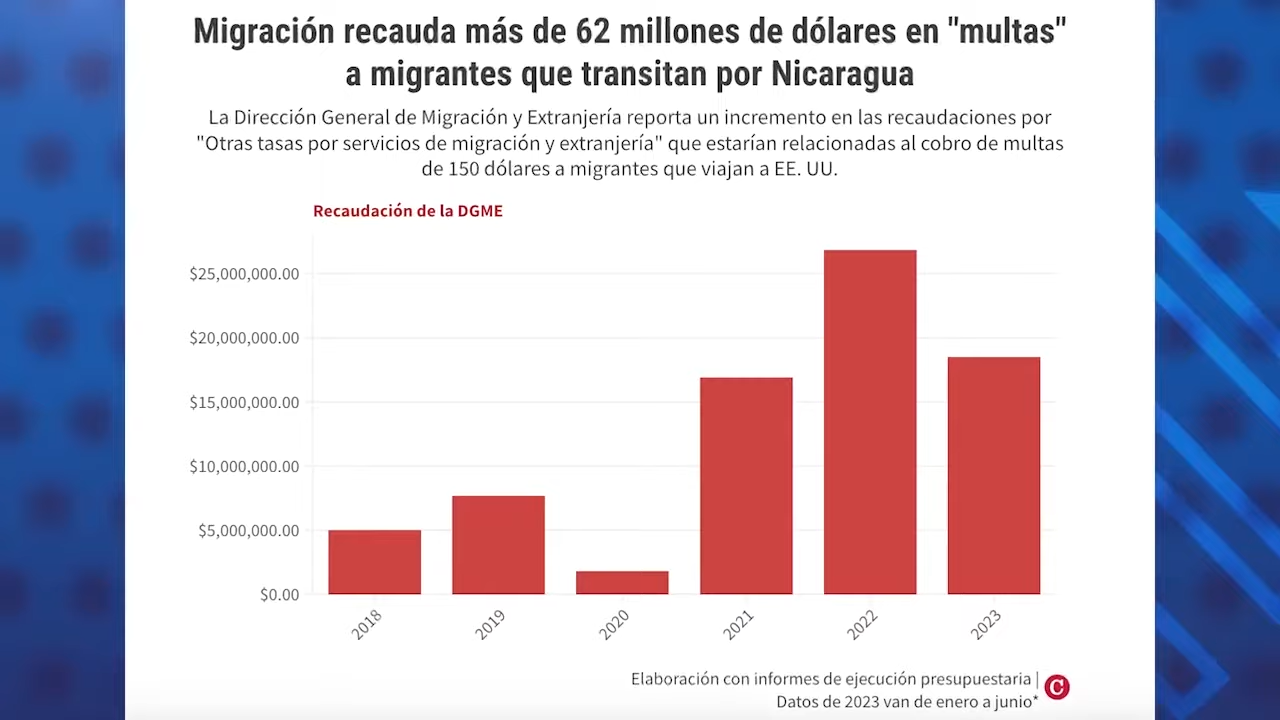 Migración recauda más de 62 millones de dólares en "multas"
a migrantes que transitan por Nicaragua
La Dirección General de Migración y Extranjería reporta un incremento en las recaudaciones por
"Otras tasas por servicios de migración y extranjería" que estarían relacionadas al cobro de multas
de 150 dólares a migrantes que viajan a EE. UU.
Recaudación de la DGME
$25,000,000.00
$20,000,000.00
$15,000,000.00
$10,000,000.00
$5,000,000.00
$0.00
2018
2019
2020
2021
2022
2023
Elaboración con informes de ejecución presupuestaria |
Datos de 2023 van de enero a junio*
C